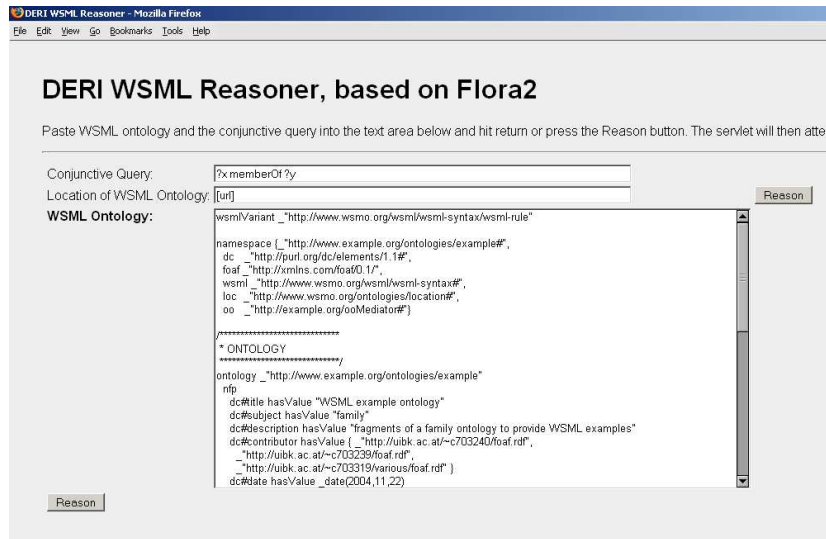 DERI WSML Reasoner - Mozilla Firefox
File Edit View Go Bookmarks Tools Help
DERI WSML Reasoner, based on Flora2
Paste WSML ontology and the conjunctive query into the text area below and hit return or press the Reason button. The servlet will then atte
Conjunctive Query: ?x memberOf ?y
Location of WSML Ontology: [url] Reason
WSML Ontology:
wsmlVariant _"http://www.wsmo.org/wsml/wsml-syntax/wsml-rule"
namespace {_"http://www.example.org/ontologies/example#",
dc _"http://purl.org/dc/elements/1.1#",
foaf _"http://xmlns.com/foaf/0.1/",
wsml _"http://www.wsmo.org/wsml/wsml-syntax#",
loc _"http://www.wsmo.org/ontologies/location#",
oo _"http://example.org/ooMediator#"}
/*****************************
* ONTOLOGY
*****************************/
ontology _"http://www.example.org/ontologies/example"
nfp
dc#title hasValue "WSML example ontology"
dc#subject hasValue "family"
dc#description hasValue "fragments of a family ontology to provide WSML examples"
dc#contributor hasValue { _"http://uibk.ac.at/~c703240/foaf.rdf",
_"http://uibk.ac.at/~c703239/foaf.rdf",
_"http://uibk.ac.at/~c703319/various/foaf.rdf" }
dc#date hasValue _date(2004,11,22)
Reason